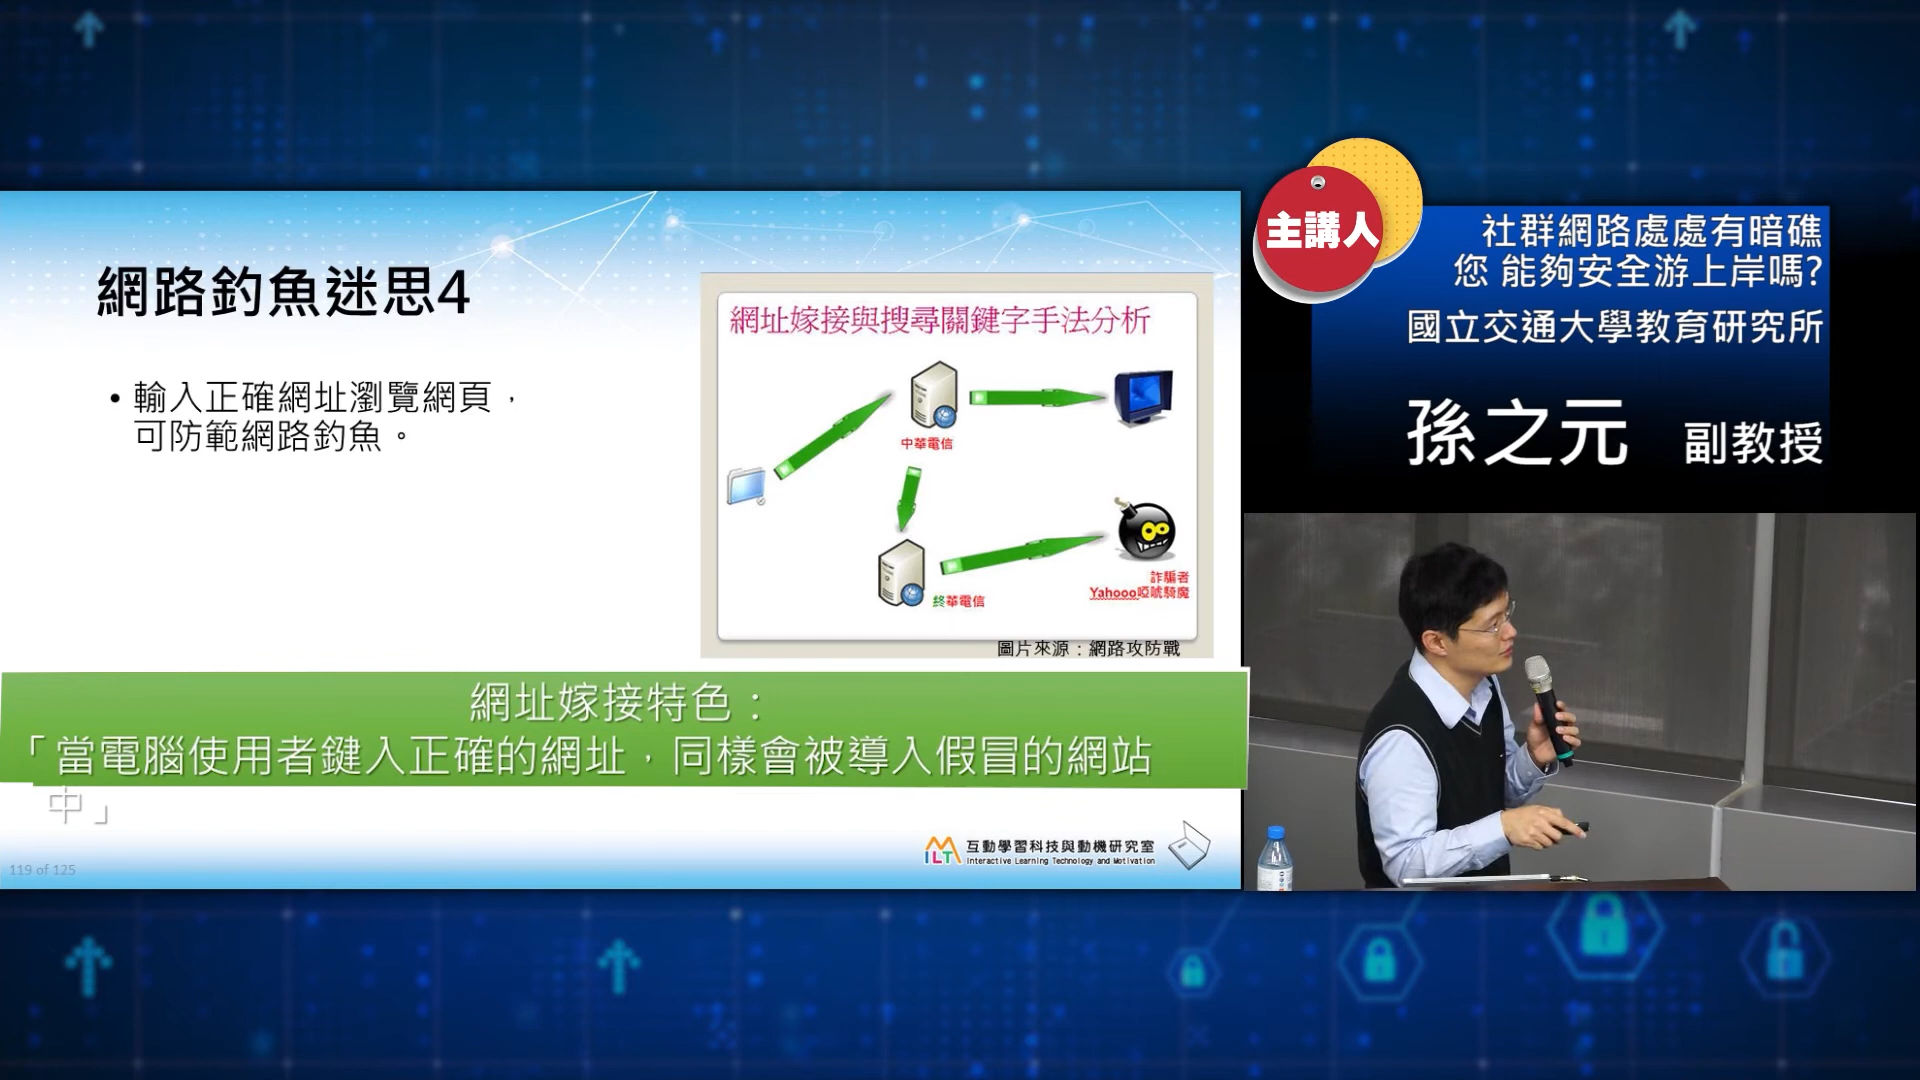 網路釣魚迷思4
• 輸入正確網址瀏覽網頁，
可防範網路釣魚。
網址嫁接與搜尋關鍵字手法分析
中華電信
終華電信
詐騙者
Yahooo啞唬騎魔
圖片來源：網路攻防戰
網址嫁接特色：
「當電腦使用者鍵入正確的網址，同樣會被導入假冒的網站
中」
119 of 125
ILTM 互動學習科技與動機研究室
Interactive Learning Technology and Motivation
主講人
社群網路處處有暗礁
您 能夠安全游上岸嗎?
國立交通大學教育研究所
孫之元 副教授